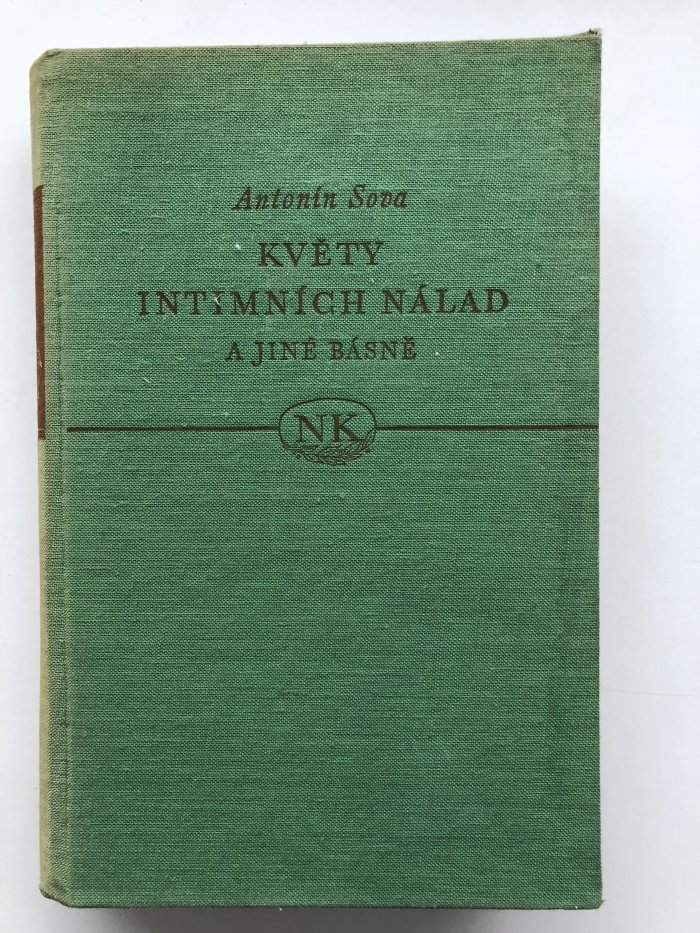 Antonín Sova
KVĚTY
INTIMNÍCH NÁLAD
A JINÉ BÁSNĚ
NK